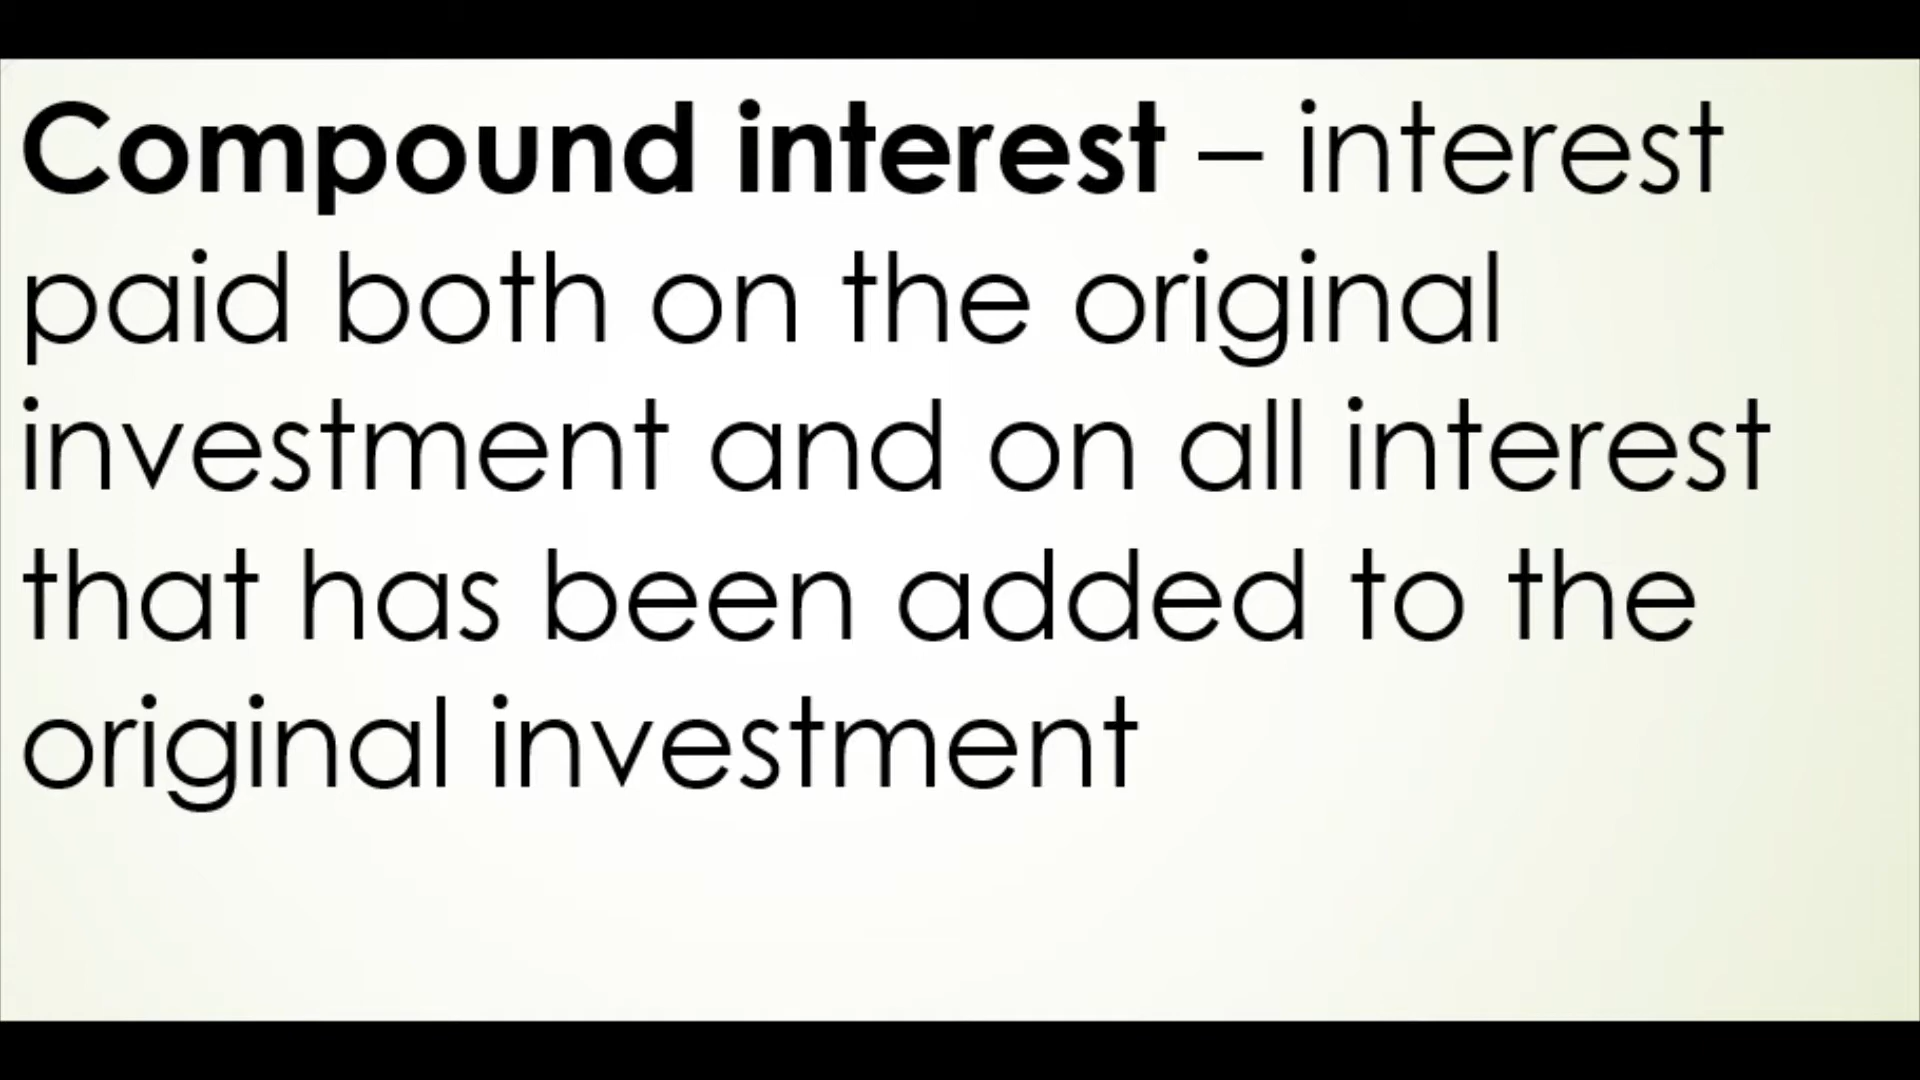 Compound interest – interest
paid both on the original
investment and on all interest
that has been added to the
original investment